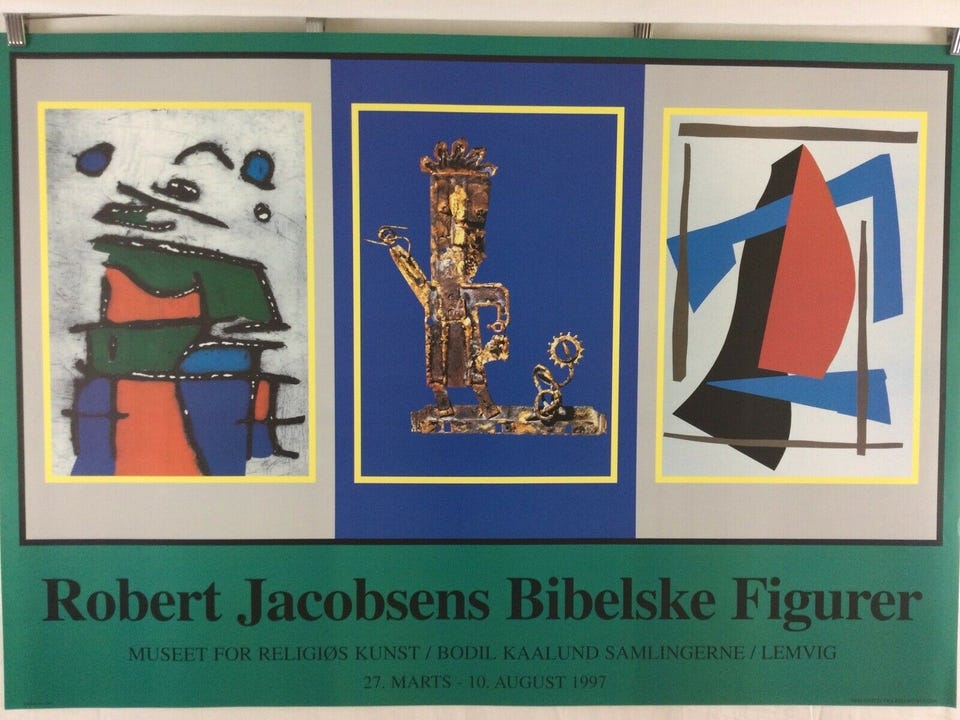 Robert Jacobsens Bibelske Figurer
MUSEET FOR RELIGIØS KUNST / BODIL KAALUND SAMLINGERNE / LEMVIG
27. MARTS - 10. AUGUST 1997